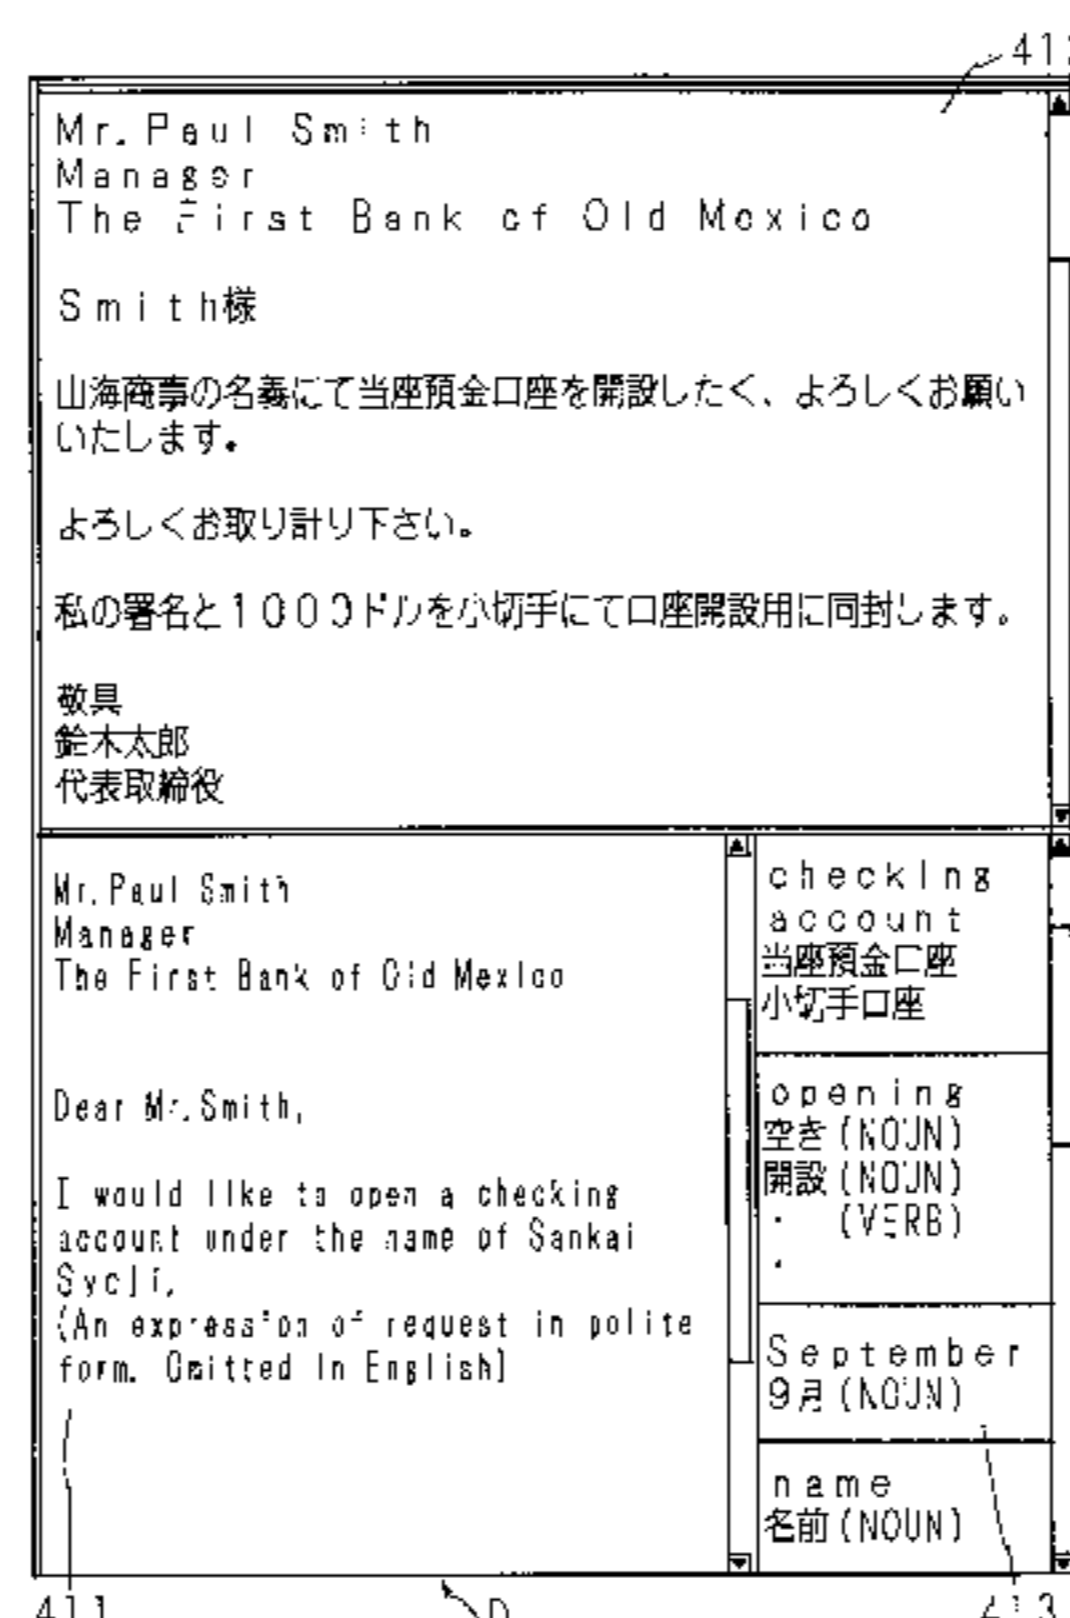 412
Mr. Paul Smith
Manager
The First Bank of Old Mexico
Smith様
山海商事の名義にて当座預金口座を開設したく、よろしくお願い
いたします。
よろしくお取り計り下さい。
私の署名と1000ドルを小切手にて口座開設用に同封します。
敬具
鈴木太郎
代表取締役
Mr. Paul Smith
Manager
The First Bank of Old Mexico
Dear Mr. Smith,
I would like to open a checking
account under the name of Sankai
Syoji,
(An expression of request in polite
form. Omitted in English)
checking
account
当座預金口座
小切手口座
opening
空き(NOUN)
開設(NOUN)
・ (VERB)
・
September
9月(NOUN)
name
名前(NOUN)
411
D
413